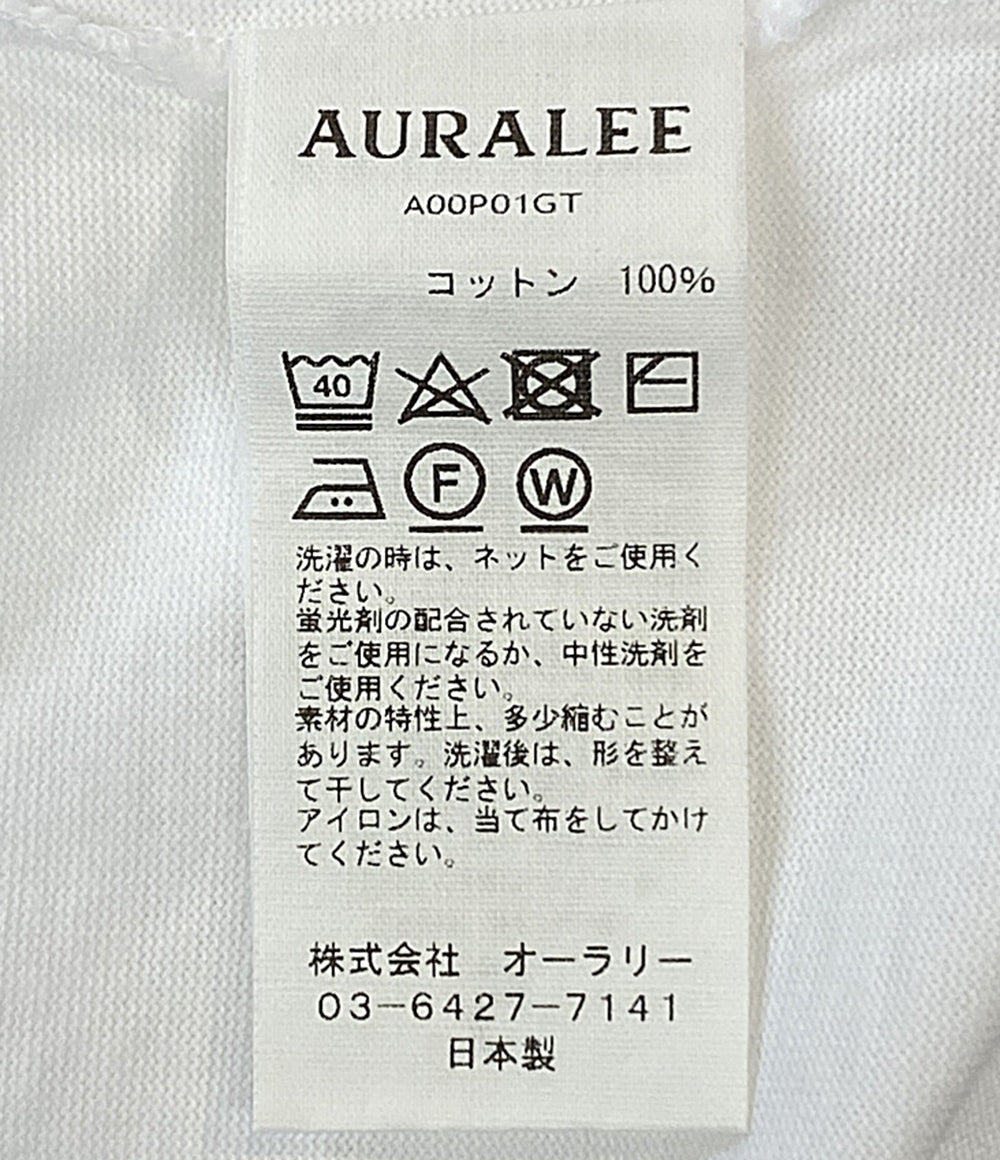 AURALEE
A00P01GT
コットン 100%
40
F W
洗濯の時は、ネットをご使用く
ださい。
蛍光剤の配合されていない洗剤
をご使用になるか、中性洗剤を
ご使用ください。
素材の特性上、多少縮むことが
あります。洗濯後は、形を整え
て干してください。
アイロンは、当て布をしてかけ
てください。
株式会社 オーラリー
03-6427-7141
日本製